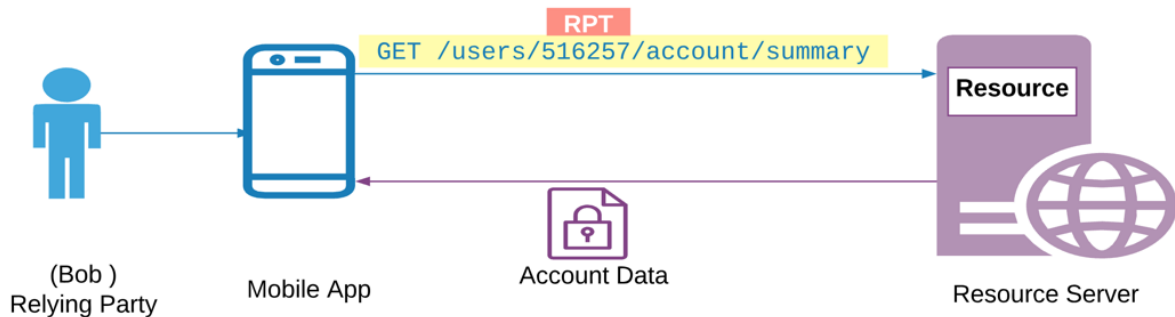 RPT
GET /users/516257/account/summary
Resource
(Bob )
Relying Party
Mobile App
Account Data
Resource Server